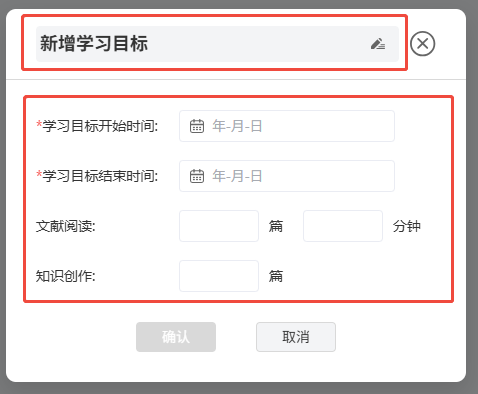 新增学习目标
*学习目标开始时间: 年-月-日
*学习目标结束时间: 年-月-日
文献阅读: 篇 分钟
知识创作: 篇
确认 取消